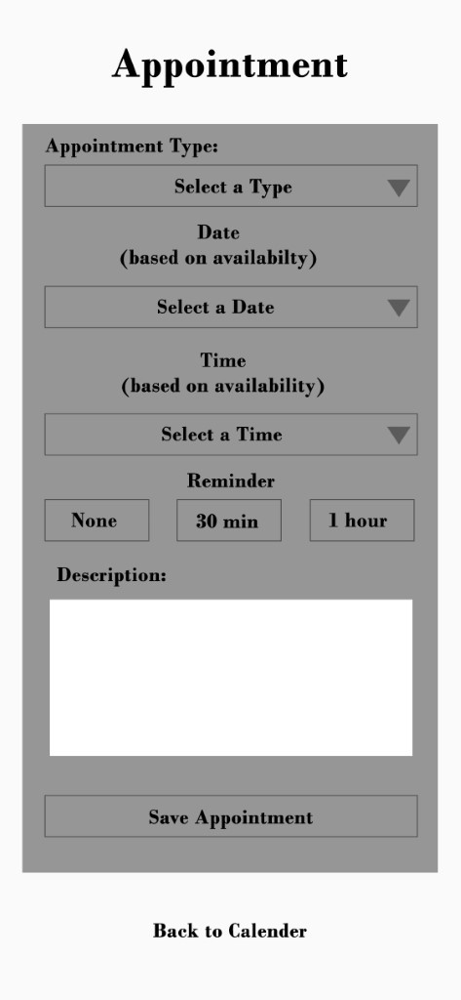 Appointment
Appointment Type:
Select a Type
Date
(based on availabilty)
Select a Date
Time
(based on availability)
Select a Time
Reminder
None
30 min
1 hour
Description:
Save Appointment
Back to Calender